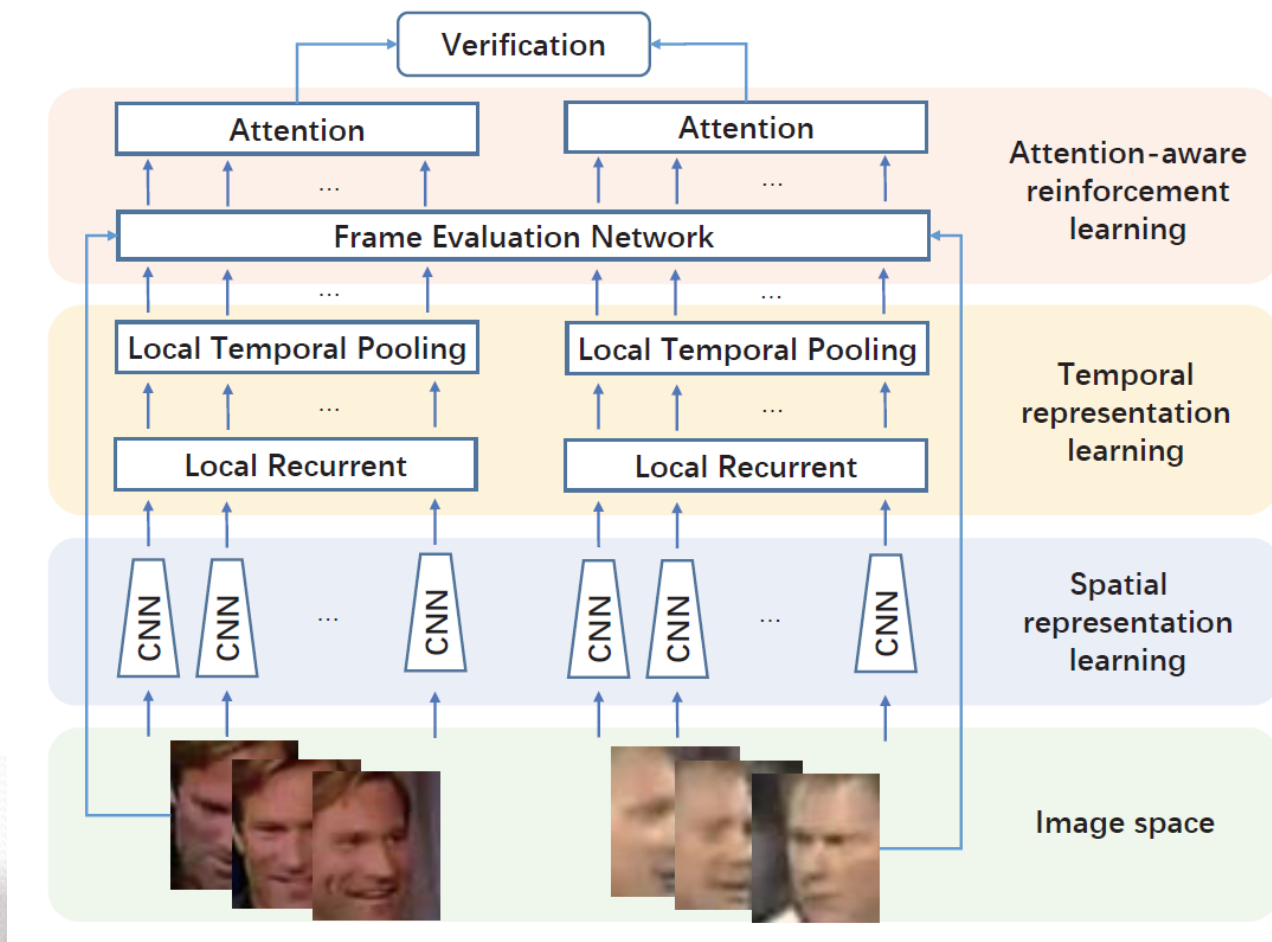 Verification
Attention
Attention
Attention-aware
reinforcement
learning
...
...
Frame Evaluation Network
...
...
Local Temporal Pooling
Local Temporal Pooling
Temporal
representation
learning
...
...
Local Recurrent
Local Recurrent
CNN
CNN
...
CNN
CNN
CNN
...
CNN
Spatial
representation
learning
Image space